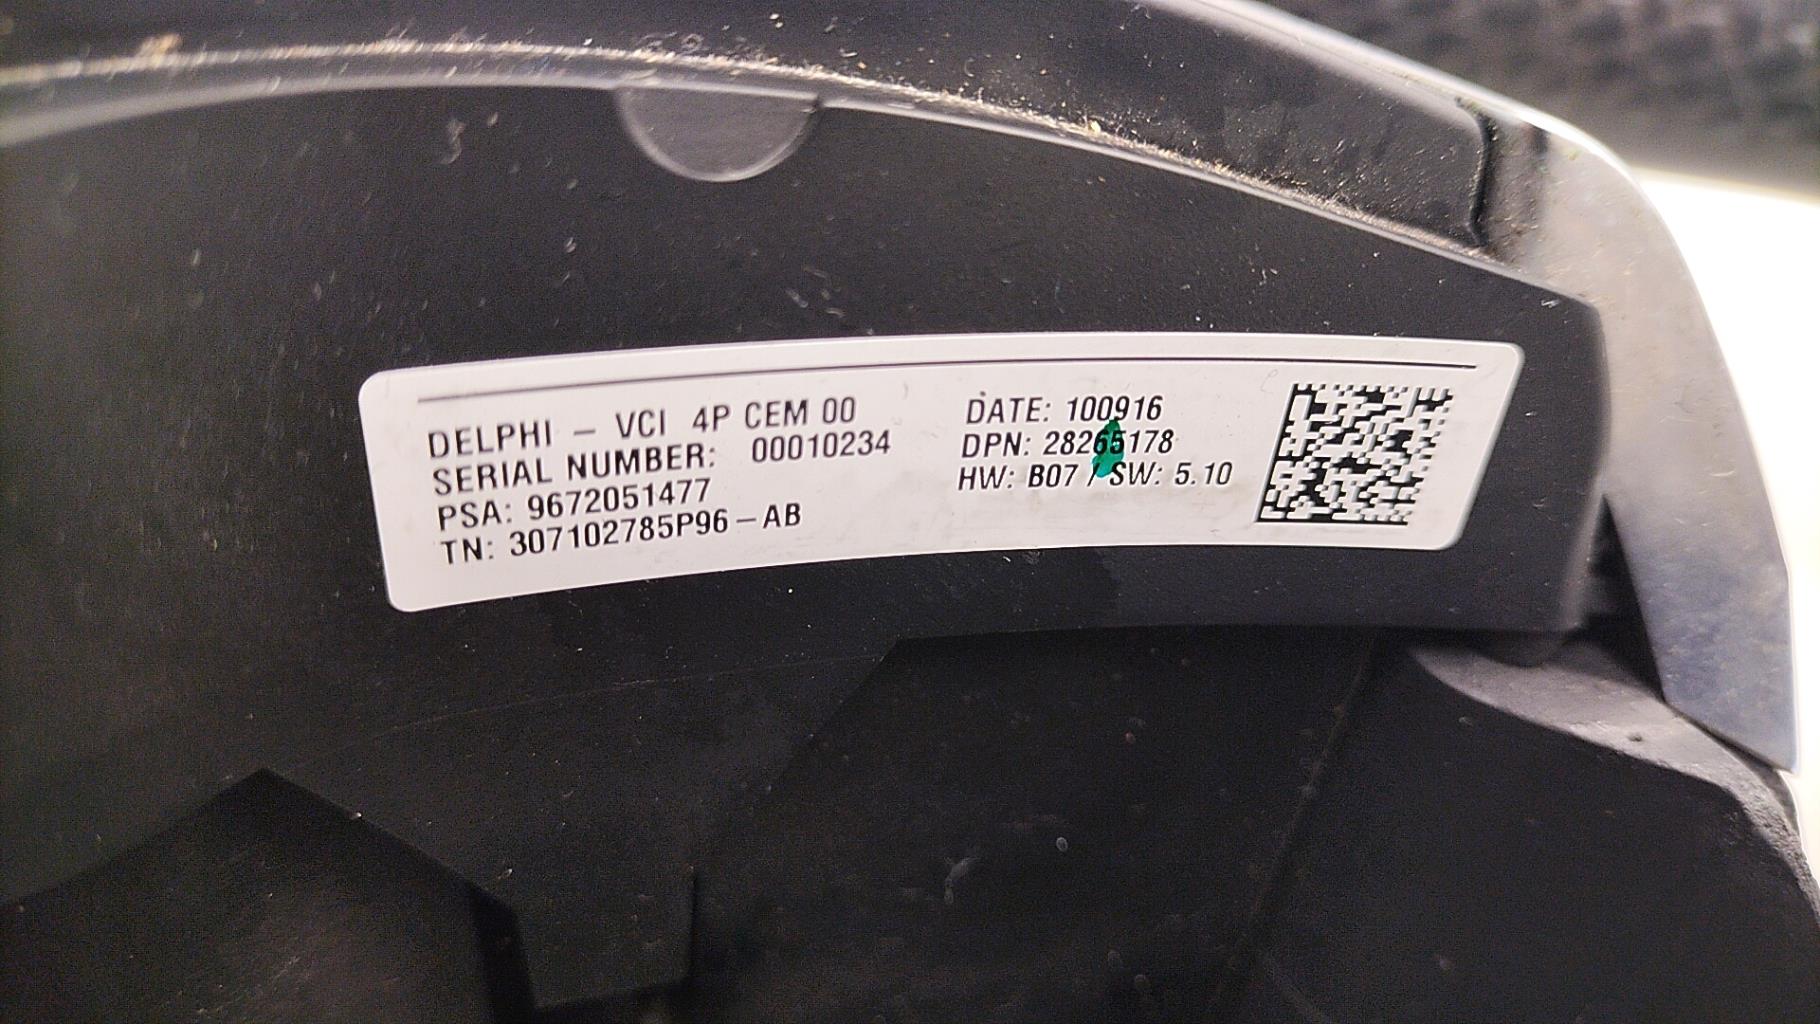 DELPHI – VCI 4P CEM 00
SERIAL NUMBER: 00010234
PSA: 9672051477
TN: 307102785P96–AB
DATE: 100916
DPN: 28265178
HW: B07 / SW: 5.10